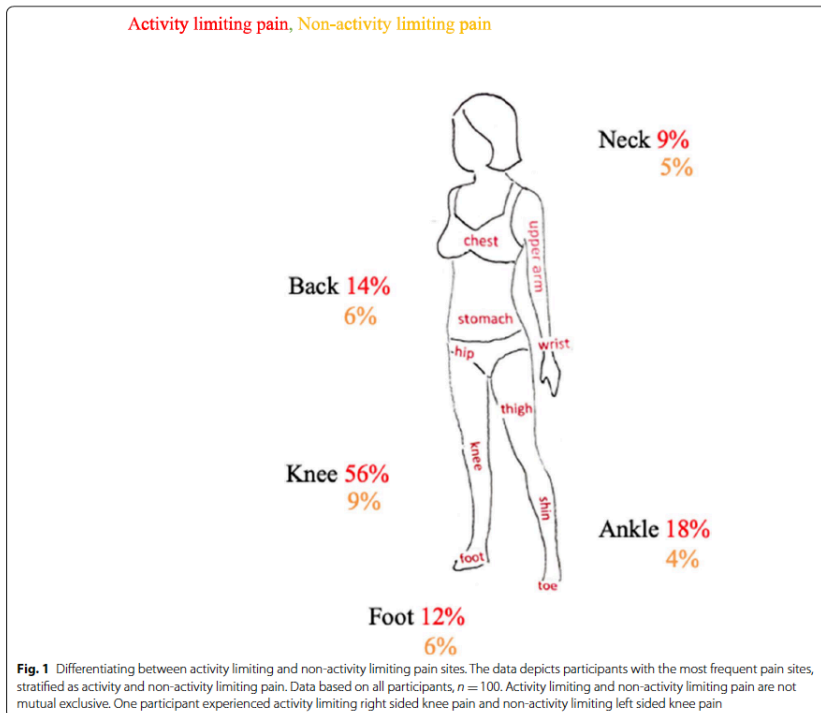 Activity limiting pain, Non-activity limiting pain
Neck 9%
5%
chest
upper arm
Back 14%
6%
stomach
-hip
wrist
thigh
knee
Knee 56%
9%
shin
Ankle 18%
4%
foot
toe
Foot 12%
6%
Fig. 1 Differentiating between activity limiting and non-activity limiting pain sites. The data depicts participants with the most frequent pain sites,
stratified as activity and non-activity limiting pain. Data based on all participants, n = 100. Activity limiting and non-activity limiting pain are not
mutual exclusive. One participant experienced activity limiting right sided knee pain and non-activity limiting left sided knee pain